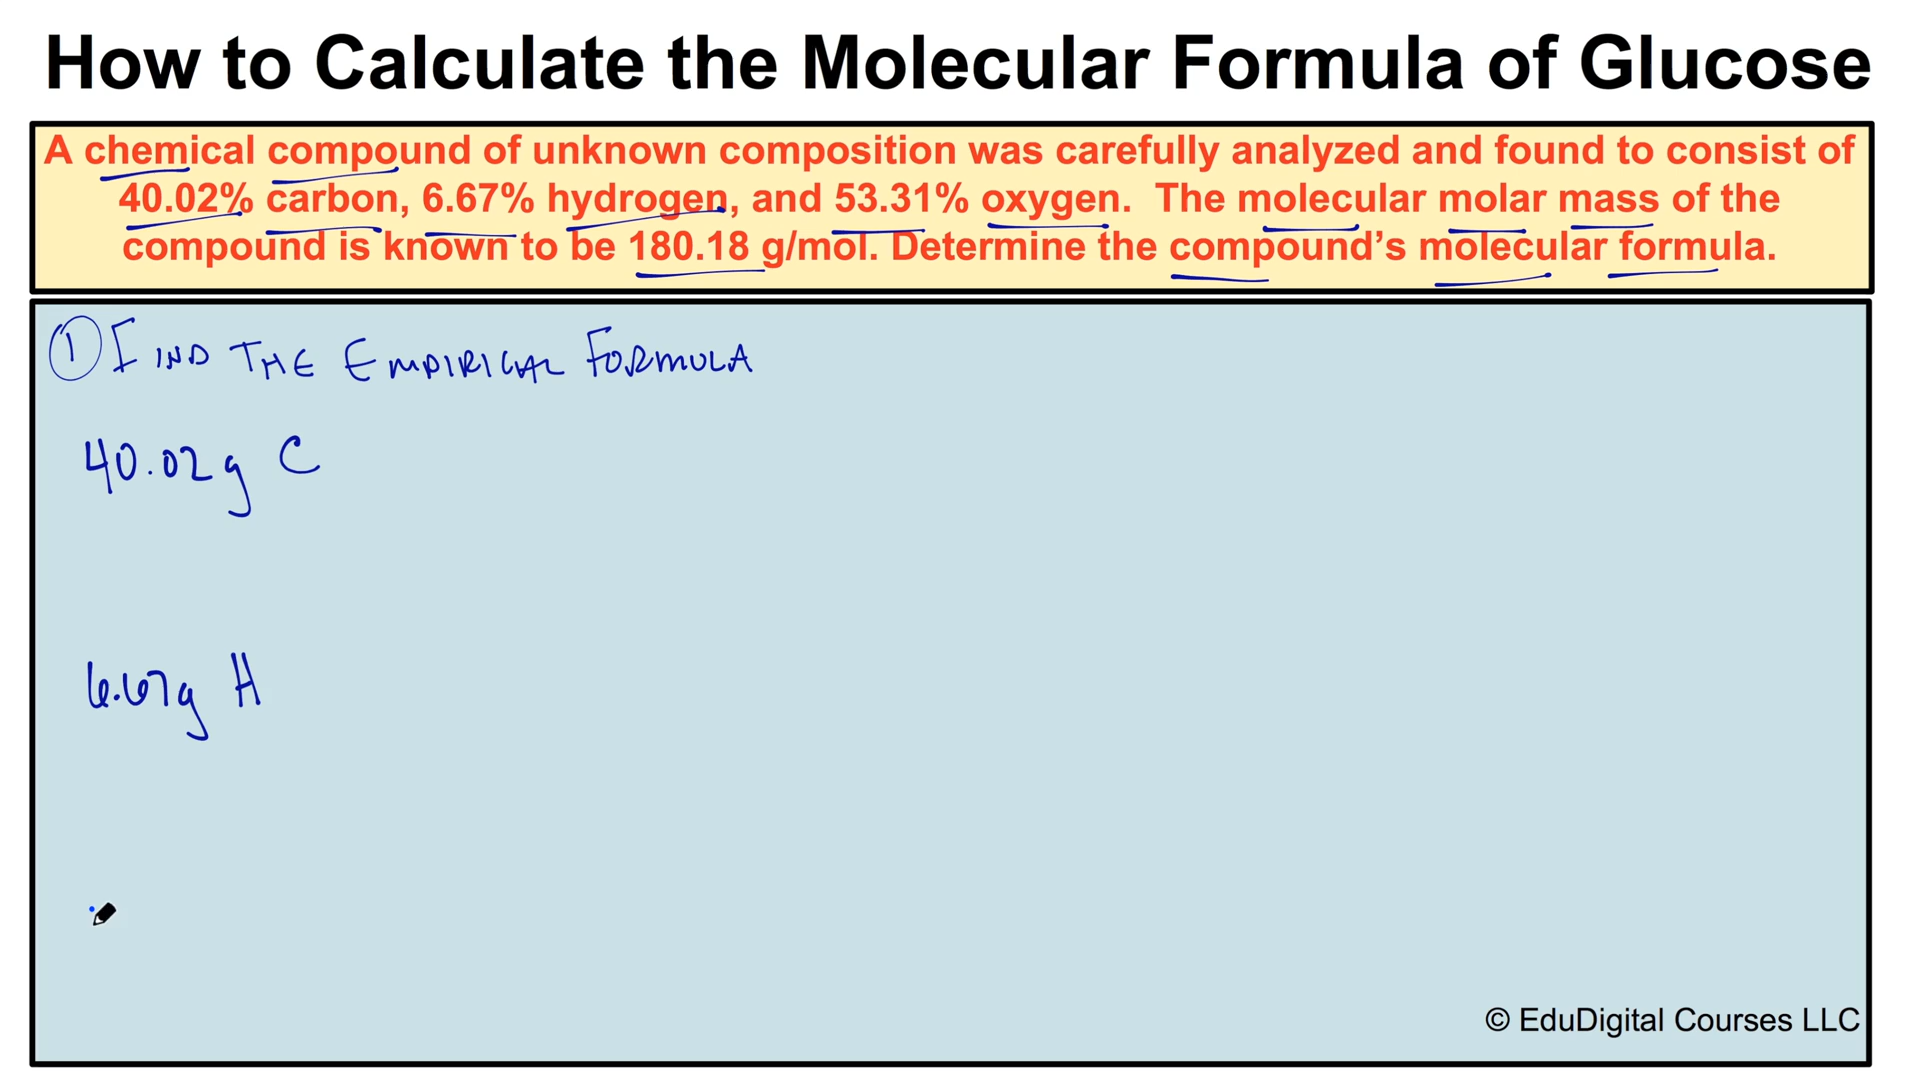 How to Calculate the Molecular Formula of Glucose
A chemical compound of unknown composition was carefully analyzed and found to consist of
40.02% carbon, 6.67% hydrogen, and 53.31% oxygen. The molecular molar mass of the
compound is known to be 180.18 g/mol. Determine the compound’s molecular formula.
① FIND THE EMPIRICAL FORMULA
40.02g C
6.67g H
© EduDigital Courses LLC